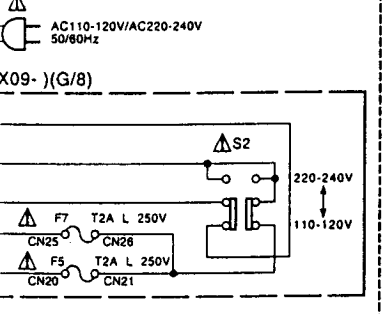 AC110-120V/AC220-240V
50/60Hz
X09- )(G/8)
S2
220-240V
110-120V
F7 T2A L 250V
CN25 CN26
F5 T2A L 250V
CN20 CN21